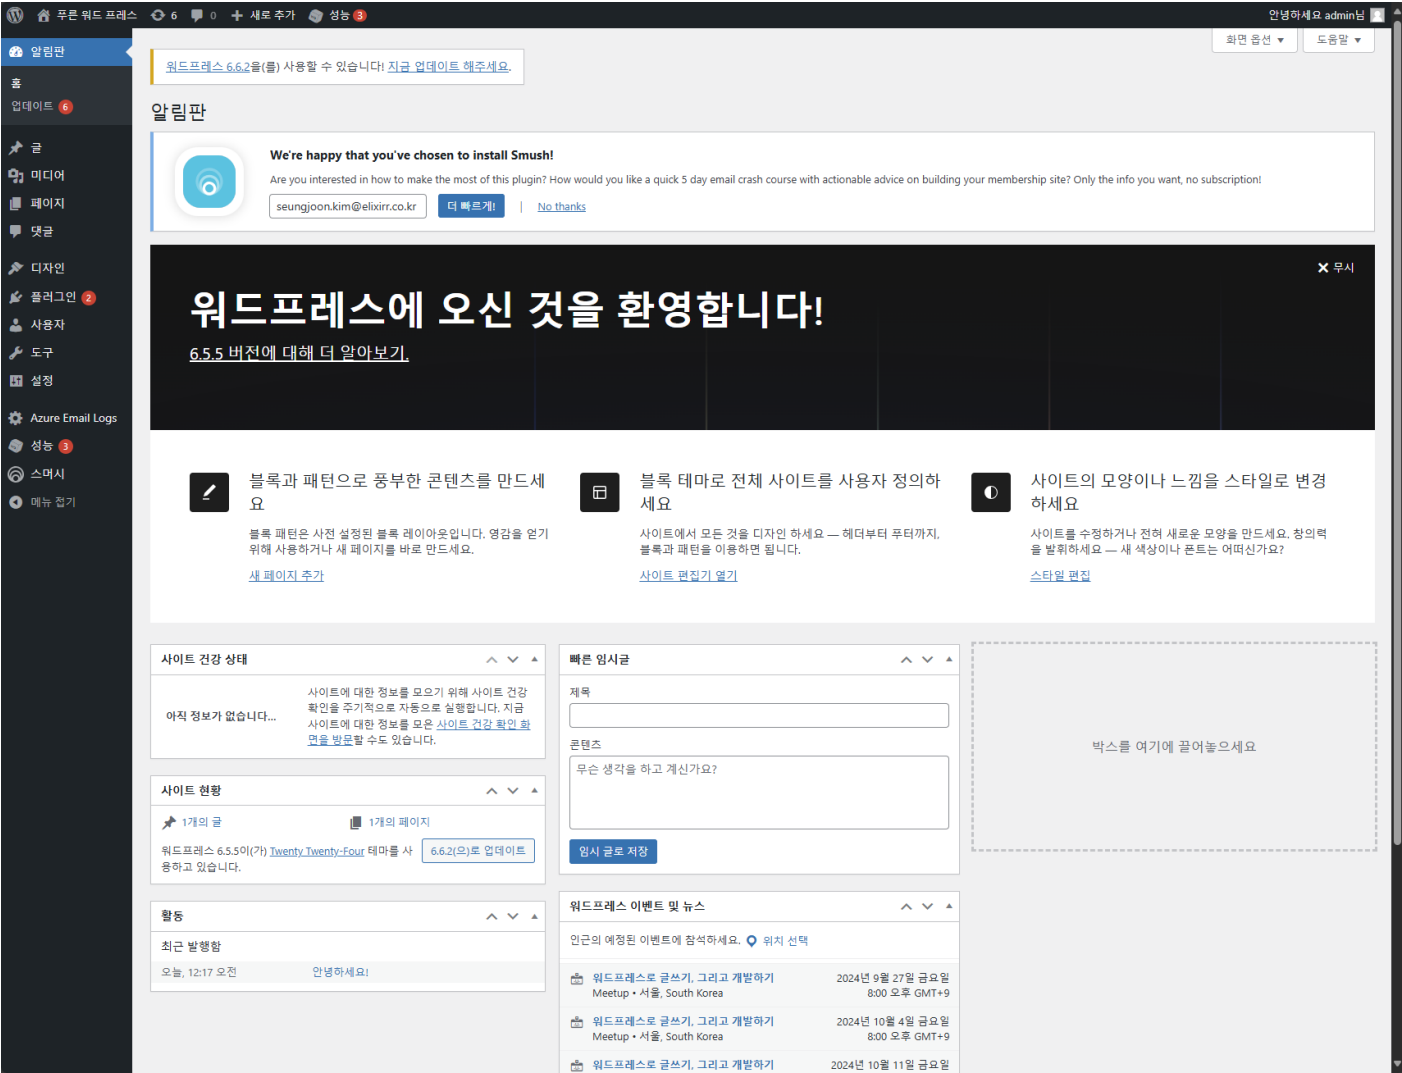 푸른 워드 프레스 6 0 새로 추가 성능 3 안녕하세요 admin님
알림판
홈
업데이트 6
글
미디어
페이지
댓글
디자인
플러그인 2
사용자
도구
설정
Azure Email Logs
성능 3
스머시
메뉴 접기
화면 옵션 도움말
워드프레스 6.6.2을(를) 사용할 수 있습니다! 지금 업데이트 해주세요.
알림판
We're happy that you've chosen to install Smush!
Are you interested in how to make the most of this plugin? How would you like a quick 5 day email crash course with actionable advice on building your membership site? Only the info you want, no subscription!
seungjoon.kim@elixirr.co.kr 더 빠르게! | No thanks
무시
워드프레스에 오신 것을 환영합니다!
6.5.5 버전에 대해 더 알아보기.
블록과 패턴으로 풍부한 콘텐츠를 만드세
요
블록 패턴은 사전 설정된 블록 레이아웃입니다. 영감을 얻기
위해 사용하거나 새 페이지를 바로 만드세요.
새 페이지 추가
블록 테마로 전체 사이트를 사용자 정의하
세요
사이트에서 모든 것을 디자인 하세요 — 헤더부터 푸터까지,
블록과 패턴을 이용하면 됩니다.
사이트 편집기 열기
사이트의 모양이나 느낌을 스타일로 변경
하세요
사이트를 수정하거나 전혀 새로운 모양을 만드세요. 창의력
을 발휘하세요 — 새 색상이나 폰트는 어떠신가요?
스타일 편집
사이트 건강 상태
아직 정보가 없습니다...
사이트에 대한 정보를 모으기 위해 사이트 건강
확인을 주기적으로 자동으로 실행합니다. 지금
사이트에 대한 정보를 모은 사이트 건강 확인 화
면을 방문할 수도 있습니다.
사이트 현황
1개의 글 1개의 페이지
워드프레스 6.5.5이(가) Twenty Twenty-Four 테마를 사
용하고 있습니다.
6.6.2(으)로 업데이트
활동
최근 발행함
오늘, 12:17 오전 안녕하세요!
빠른 임시글
제목
콘텐츠
무슨 생각을 하고 계신가요?
임시 글로 저장
워드프레스 이벤트 및 뉴스
인근의 예정된 이벤트에 참석하세요. 위치 선택
워드프레스로 글쓰기, 그리고 개발하기 2024년 9월 27일 금요일
Meetup • 서울, South Korea 8:00 오후 GMT+9
워드프레스로 글쓰기, 그리고 개발하기 2024년 10월 4일 금요일
Meetup • 서울, South Korea 8:00 오후 GMT+9
워드프레스로 글쓰기, 그리고 개발하기 2024년 10월 11일 금요일
박스를 여기에 끌어놓으세요